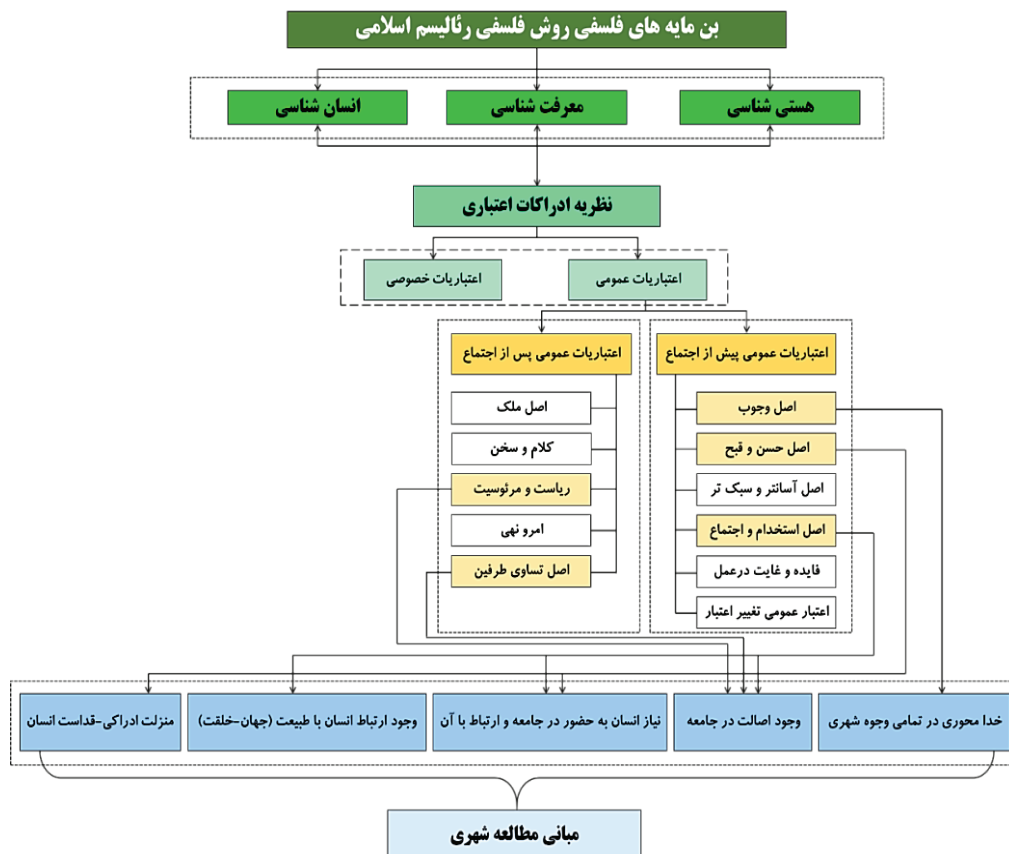 بن مایه های فلسفی روش فلسفی رئالیسم اسلامی
هستی شناسی
معرفت شناسی
انسان شناسی
نظریه ادراکات اعتباری
اعتباریات عمومی
اعتباریات خصوصی
اعتباریات عمومی پیش از اجتماع
اصل وجوب
اصل حسن و قبح
اصل آسانتر و سبک تر
اصل استخدام و اجتماع
فایده و غایت درعمل
اعتبار عمومی تغییر اعتبار
اعتباریات عمومی پس از اجتماع
اصل ملک
کلام و سخن
ریاست و مرئوسیت
امرو نهی
اصل تساوی طرفین
خدا محوری در تمامی وجوه شهری
وجود اصالت در جامعه
نیاز انسان به حضور در جامعه و ارتباط با آن
وجود ارتباط انسان با طبیعت (جهان-خلقت)
منزلت ادراکی-قداست انسان
مبانی مطالعه شهری